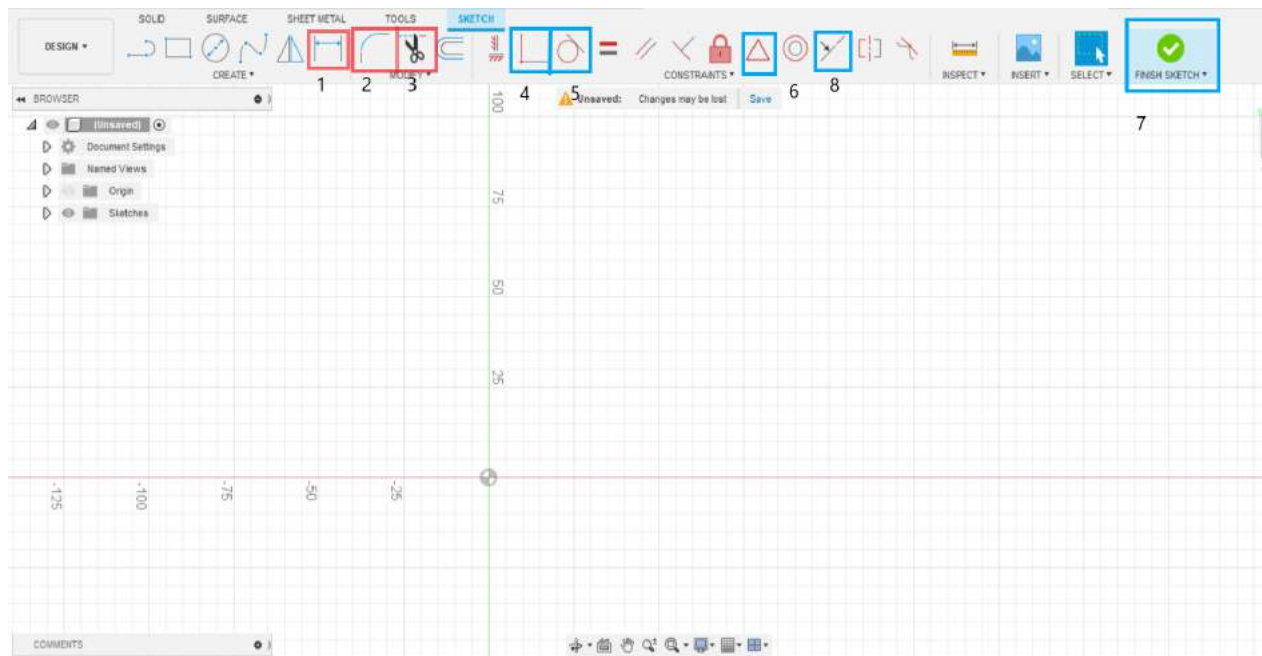 SOLID SURFACE SHEET METAL TOOLS SKETCH
DESIGN ▾
CREATE ▾ MODIFY ▾ CONSTRAINTS ▾ INSPECT ▾ INSERT ▾ SELECT ▾ FINISH SKETCH ▾
1 2 3 4 5 6 8 7
BROWSER
100 Unsaved: Changes may be lost Save
(Unsaved)
Document Settings
Named Views
Origin
75
Sketches
50
25
-125 -100 -75 -50 -25
COMMENTS